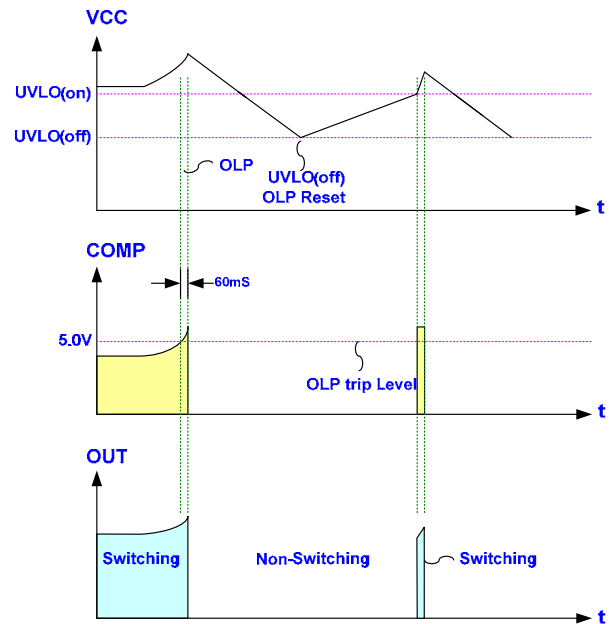 VCC
UVLO(on)
UVLO(off)
OLP
UVLO(off)
OLP Reset
t
COMP
60mS
5.0V
OLP trip Level
t
OUT
Switching
Non-Switching
Switching
t